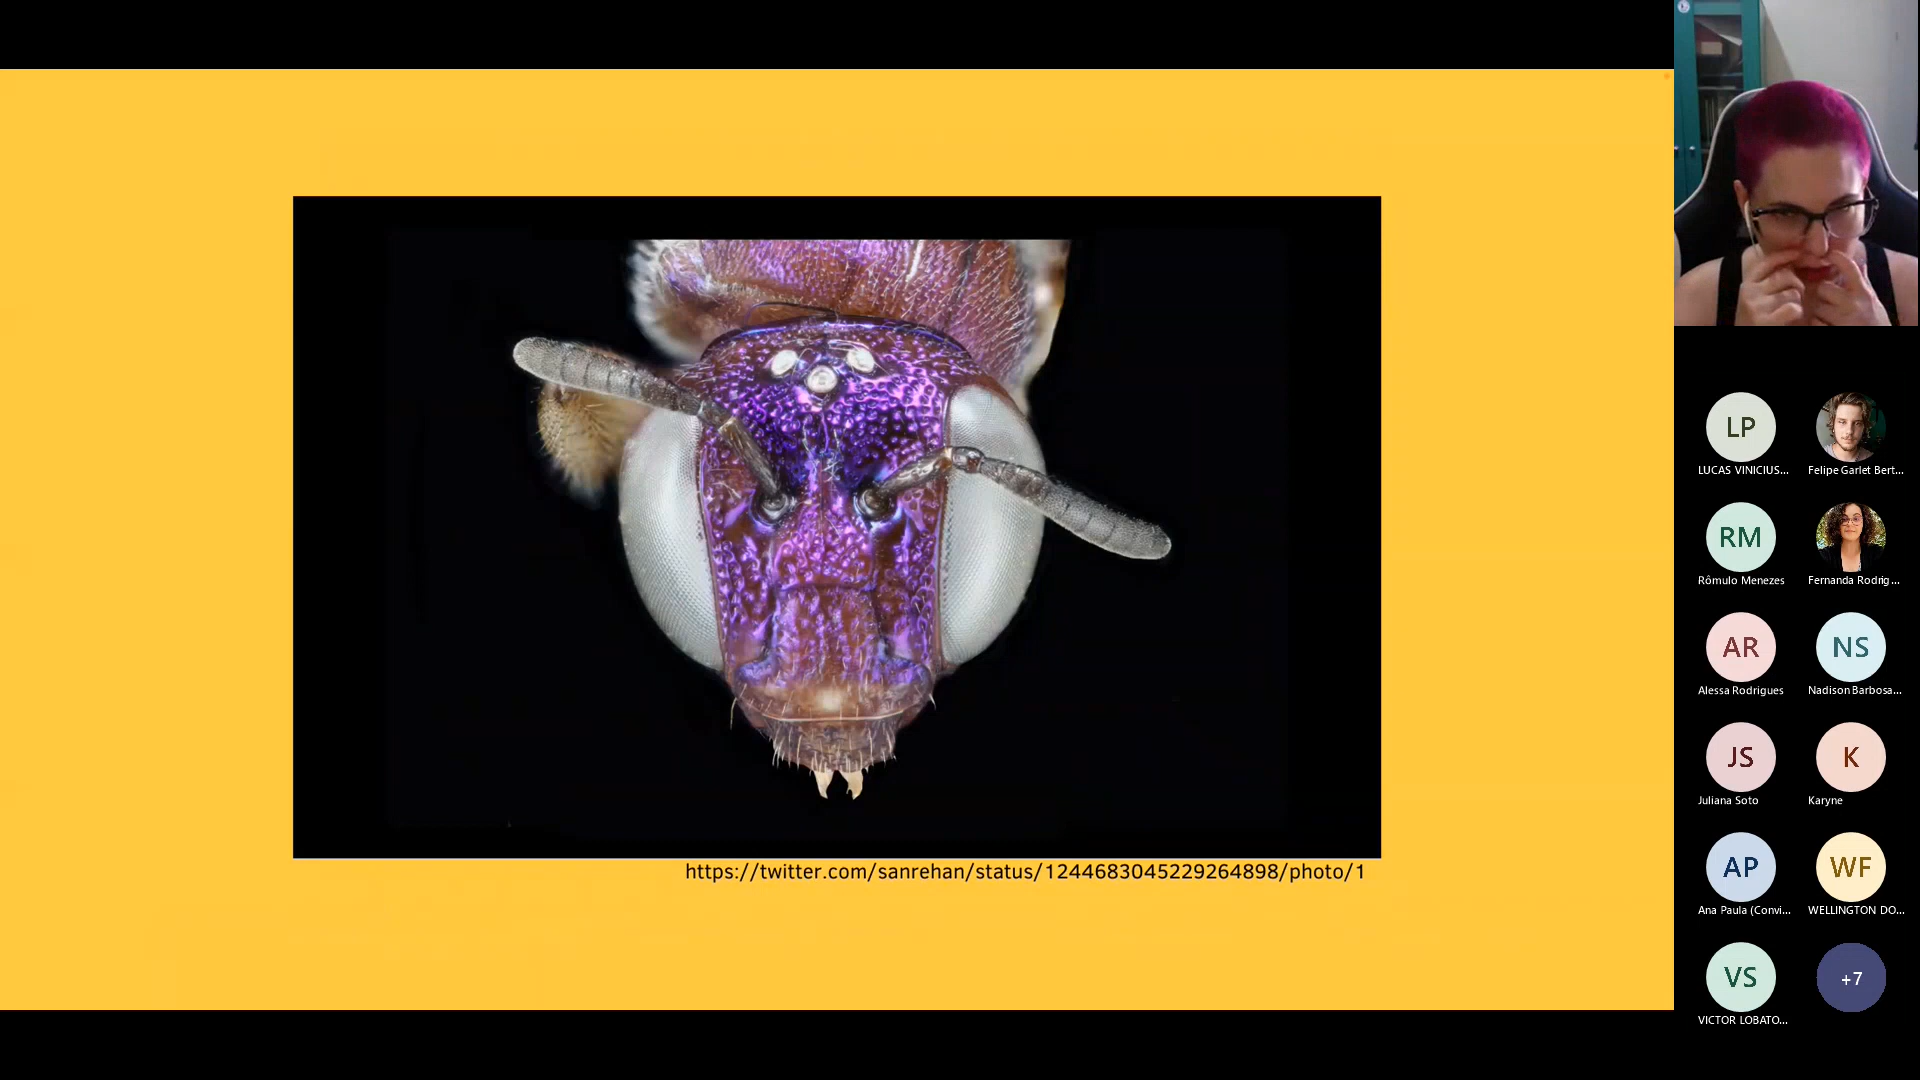 https://twitter.com/sanrehan/status/1244683045229264898/photo/1
LP
LUCAS VINICIUS...
Felipe Garlet Bert...
RM
Rômulo Menezes
Fernanda Rodrig...
AR
Alessa Rodrigues
NS
Nadison Barbosa...
JS
Juliana Soto
K
Karyne
AP
Ana Paula (Convi...
WF
WELLINGTON DO...
VS
VICTOR LOBATO...
+7